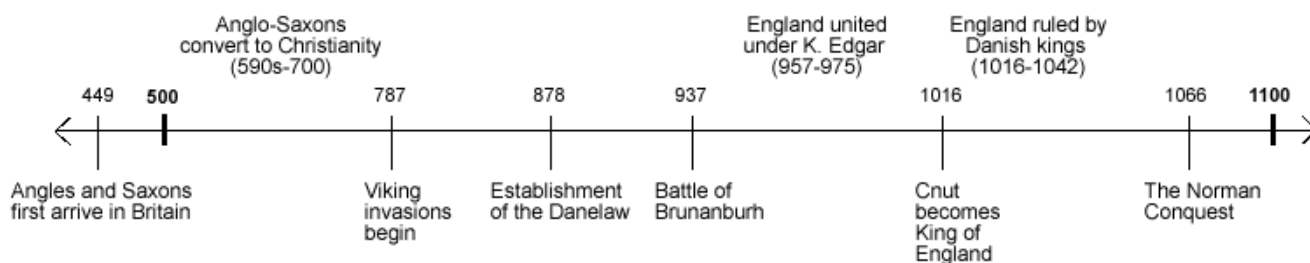 Anglo-Saxons
convert to Christianity
(590s-700)
England united
under K. Edgar
(957-975)
England ruled by
Danish kings
(1016-1042)
449
500
787
878
937
1016
1066
1100
Angles and Saxons
first arrive in Britain
Viking
invasions
begin
Establishment
of the Danelaw
Battle of
Brunanburh
Cnut
becomes
King of
England
The Norman
Conquest